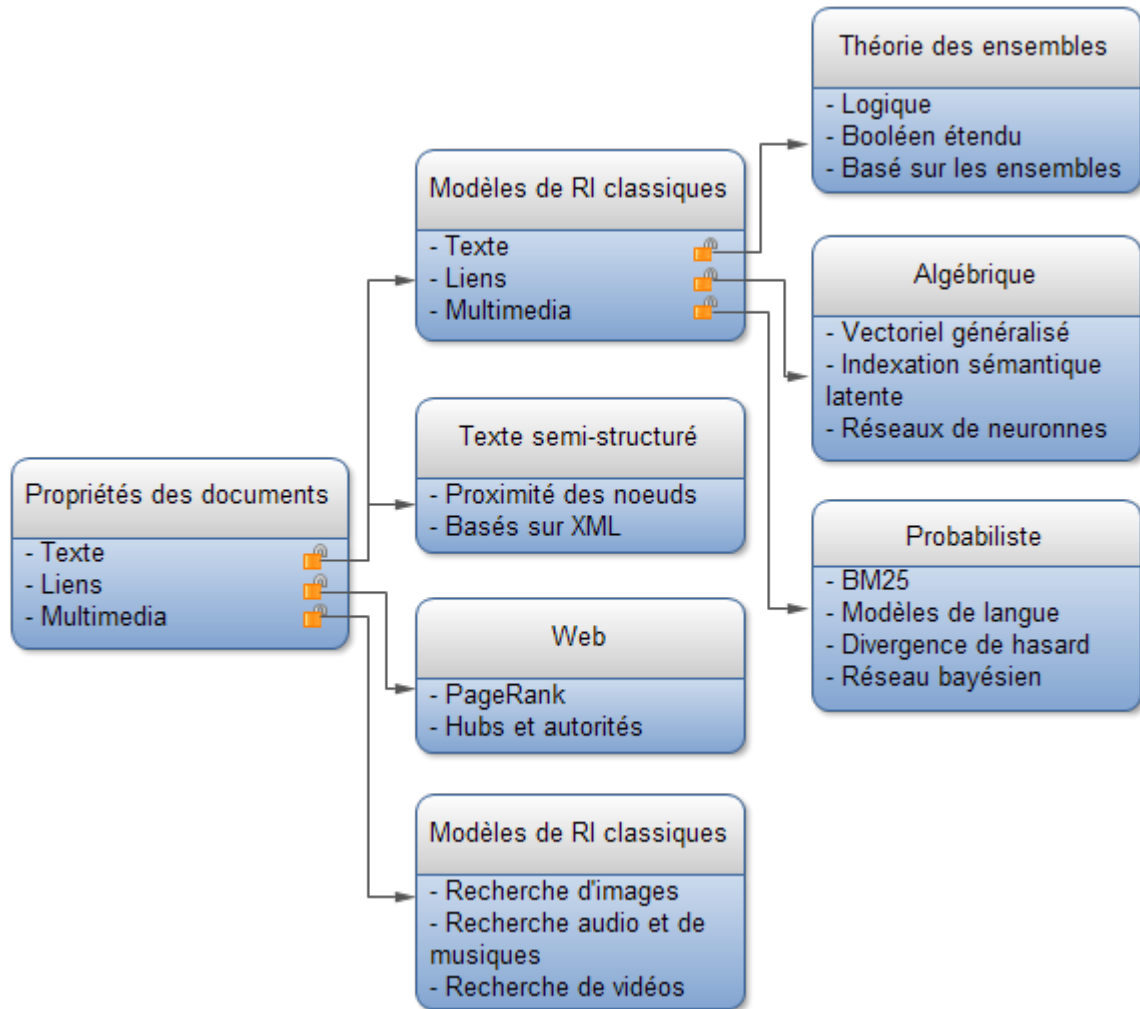 Propriétés des documents
- Texte
- Liens
- Multimedia
Modèles de RI classiques
- Texte
- Liens
- Multimedia
Texte semi-structuré
- Proximité des noeuds
- Basés sur XML
Web
- PageRank
- Hubs et autorités
Modèles de RI classiques
- Recherche d'images
- Recherche audio et de
musiques
- Recherche de vidéos
Théorie des ensembles
- Logique
- Booléen étendu
- Basé sur les ensembles
Algébrique
- Vectoriel généralisé
- Indexation sémantique
latente
- Réseaux de neuronnes
Probabiliste
- BM25
- Modèles de langue
- Divergence de hasard
- Réseau bayésien